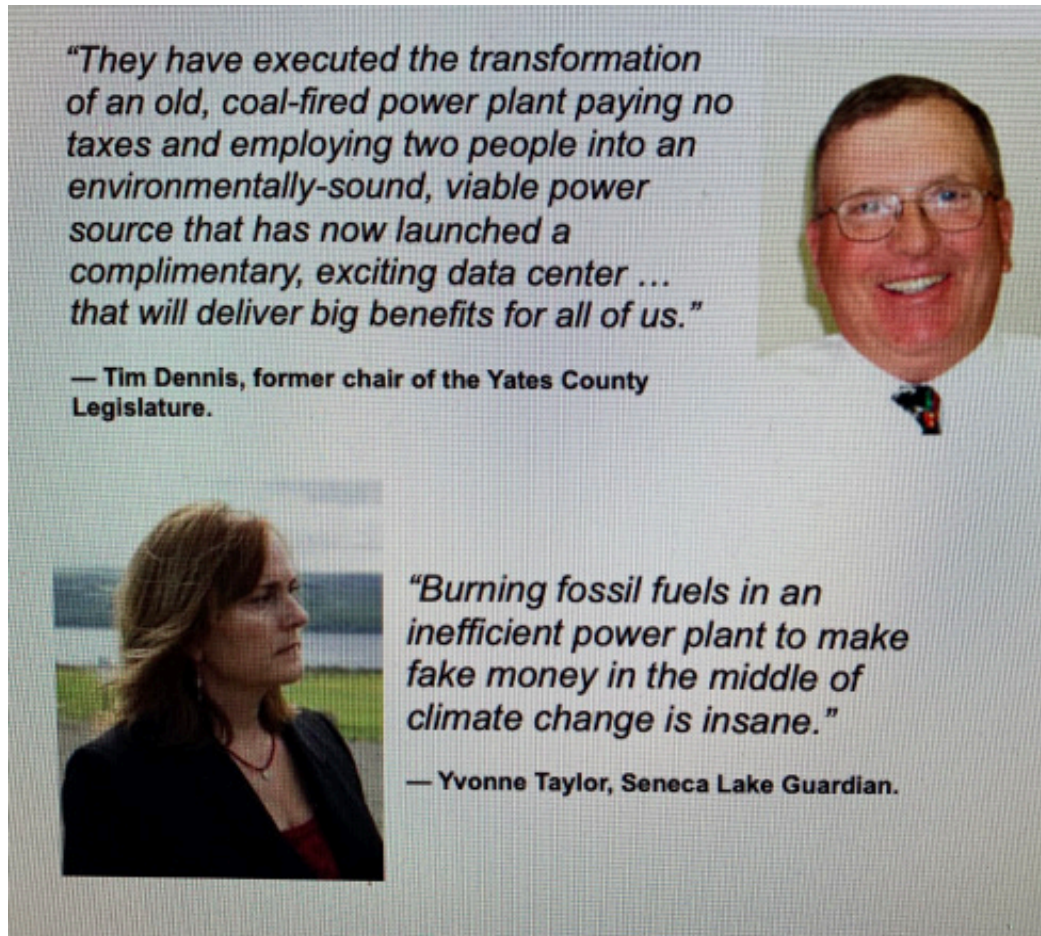 “They have executed the transformation
of an old, coal-fired power plant paying no
taxes and employing two people into an
environmentally-sound, viable power
source that has now launched a
complimentary, exciting data center ...
that will deliver big benefits for all of us.”
— Tim Dennis, former chair of the Yates County
Legislature.
“Burning fossil fuels in an
inefficient power plant to make
fake money in the middle of
climate change is insane.”
— Yvonne Taylor, Seneca Lake Guardian.